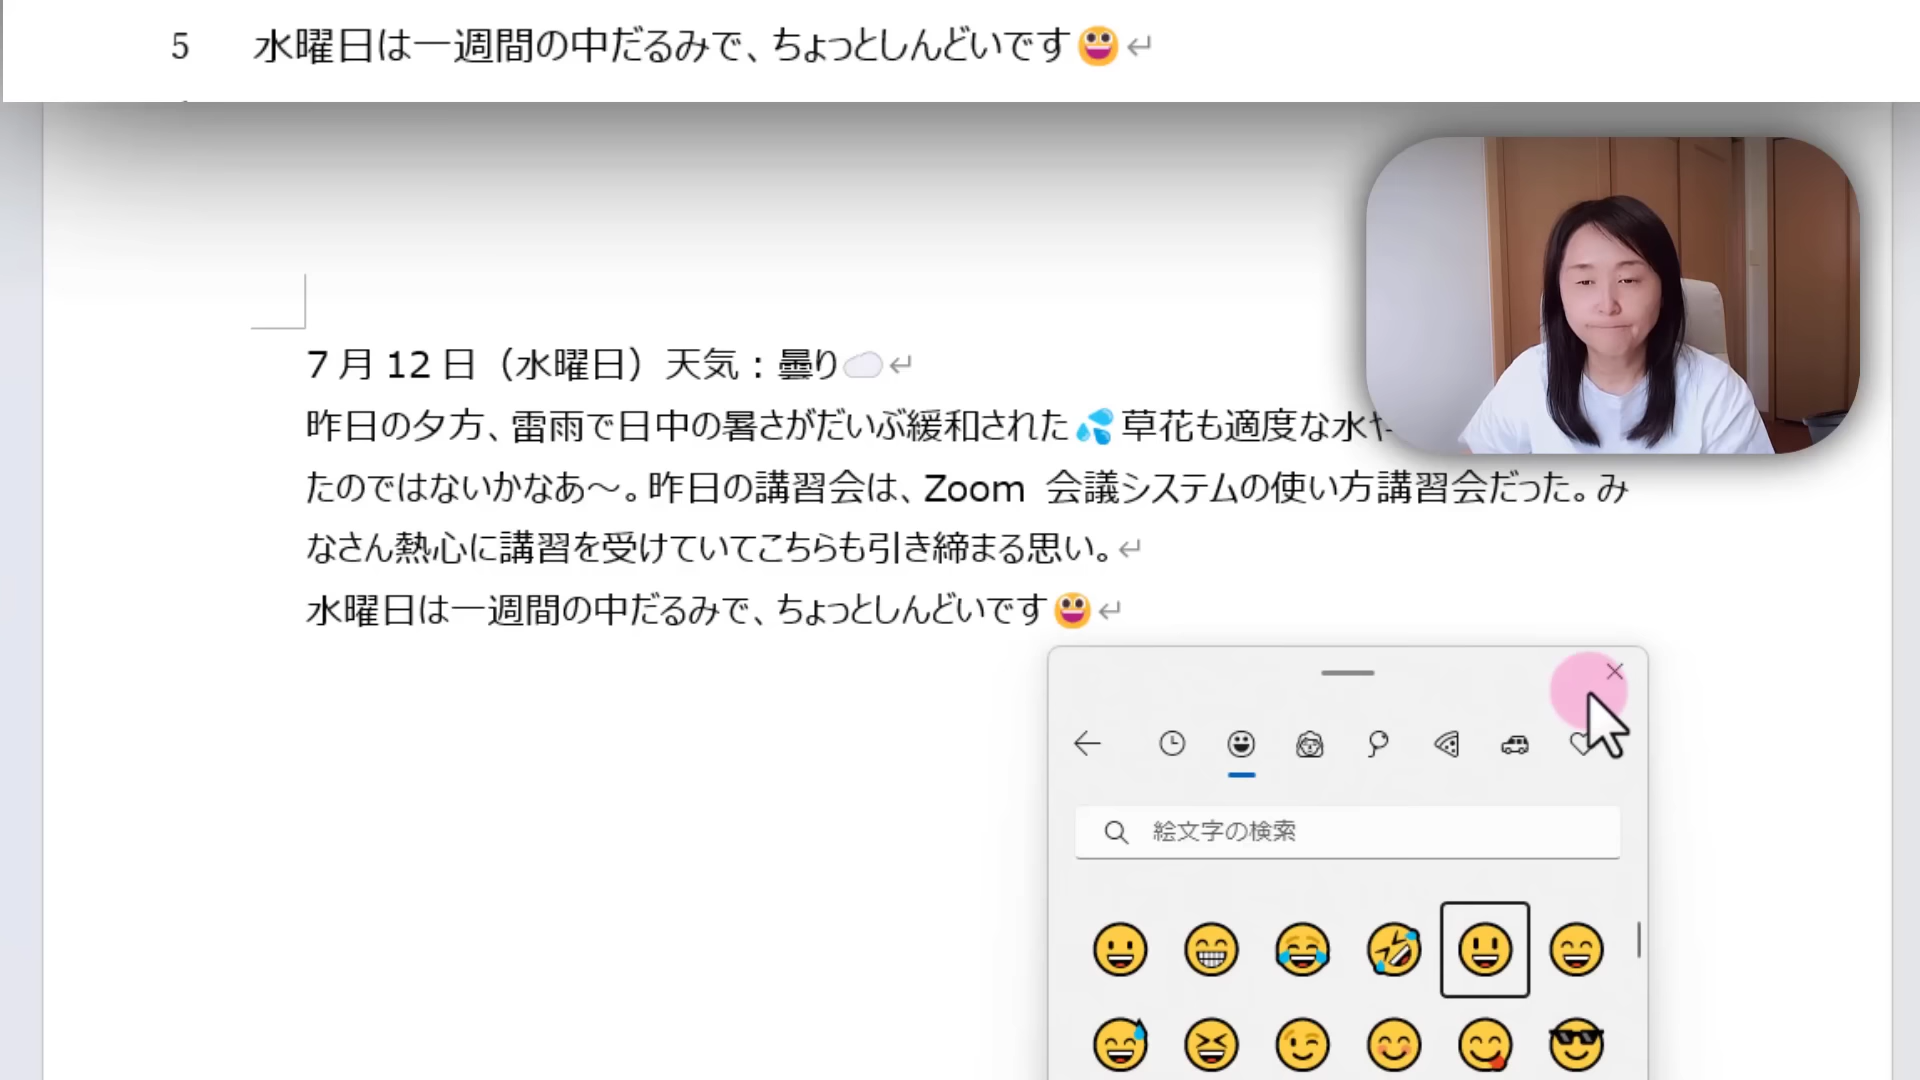 5 水曜日は一週間の中だるみで、ちょっとしんどいです😃↵
7月12日（水曜日）天気：曇り☁↵
昨日の夕方、雷雨で日中の暑さがだいぶ緩和された💦草花も適度な水や
たのではないかなあ～。昨日の講習会は、Zoom 会議システムの使い方講習会だった。み
なさん熱心に講習を受けていてこちらも引き締まる思い。↵
水曜日は一週間の中だるみで、ちょっとしんどいです😃↵
絵文字の検索